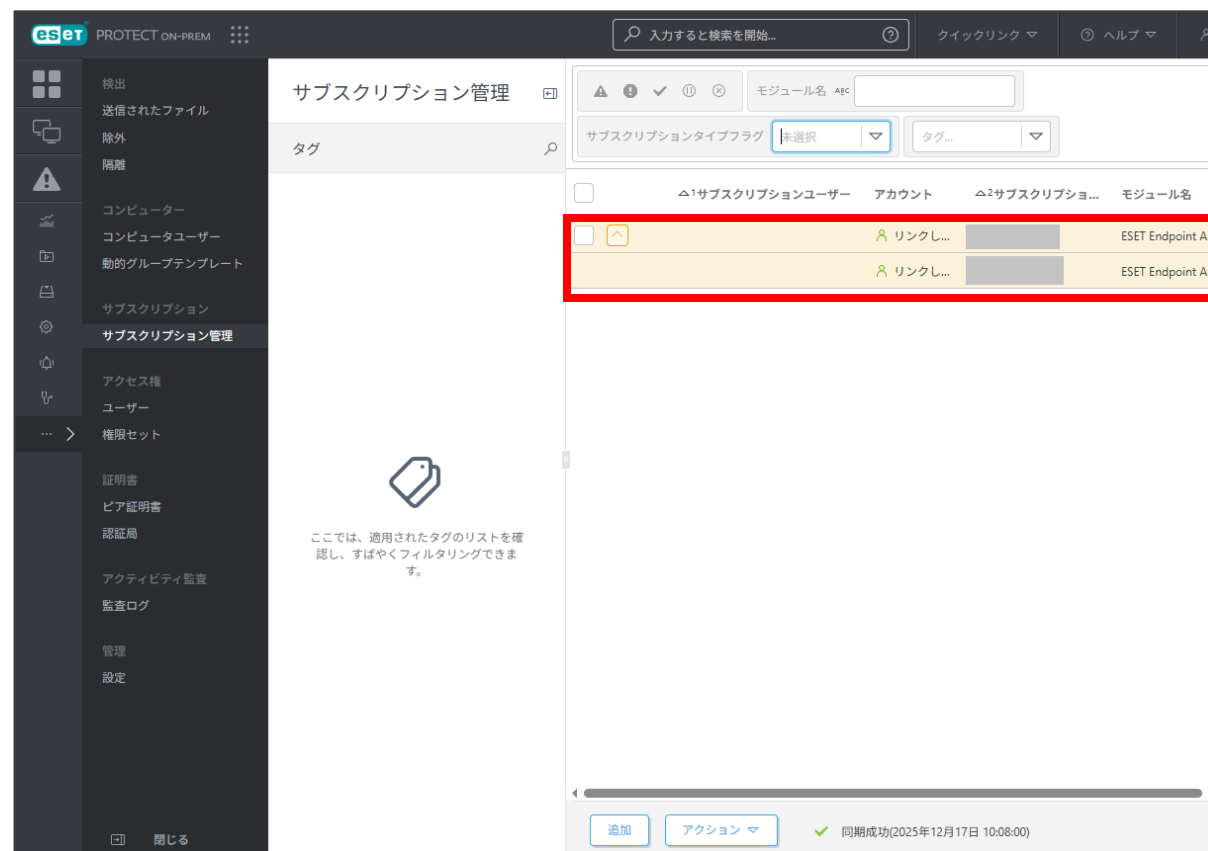 eset PROTECT ON-PREM
入力すると検索を開始...
クイックリンク
ヘルプ
検出
送信されたファイル
除外
隔離
コンピューター
コンピュータユーザー
動的グループテンプレート
サブスクリプション
サブスクリプション管理
アクセス権
ユーザー
権限セット
証明書
ピア証明書
認証局
アクティビティ監査
監査ログ
管理
設定
閉じる
サブスクリプション管理
タグ
ここでは、適用されたタグのリストを確
認し、すばやくフィルタリングできま
す。
モジュール名 ABC
サブスクリプションタイプフラグ 未選択
タグ...
1サブスクリプションユーザー アカウント 2サブスクリプショ... モジュール名
リンクし... ESET Endpoint A
リンクし... ESET Endpoint A
追加
アクション
同期成功(2025年12月17日 10:08:00)